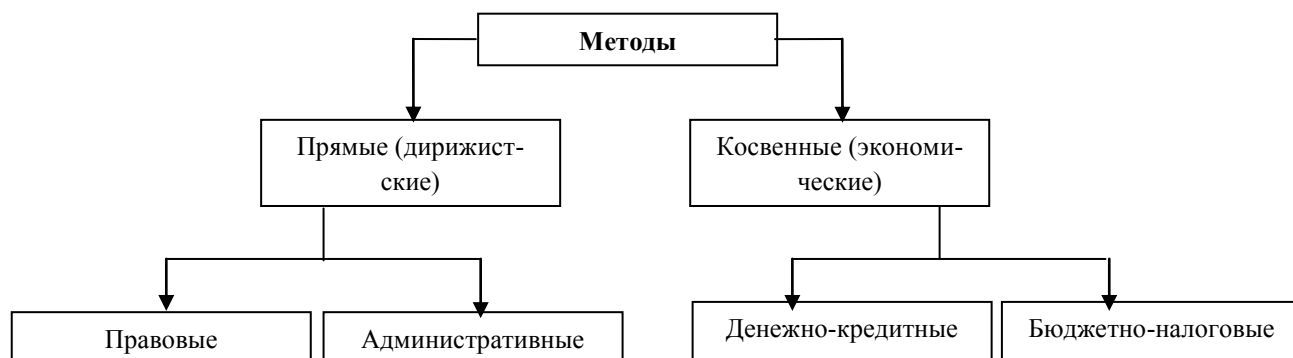 Методы
Прямые (дирижист-
ские)
Косвенные (экономи-
ческие)
Правовые
Административные
Денежно-кредитные
Бюджетно-налоговые